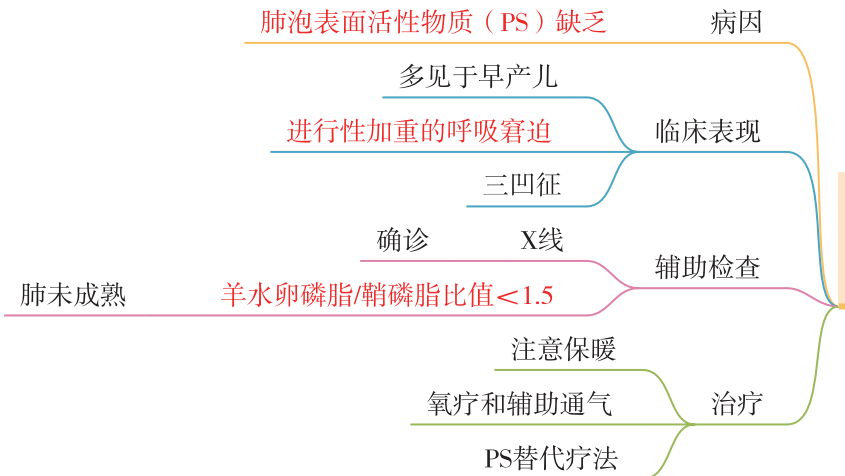 肺泡表面活性物质（PS）缺乏 病因
多见于早产儿
进行性加重的呼吸窘迫 临床表现
三凹征
确诊 X线
辅助检查
肺未成熟 羊水卵磷脂/鞘磷脂比值＜1.5
注意保暖
氧疗和辅助通气 治疗
PS替代疗法